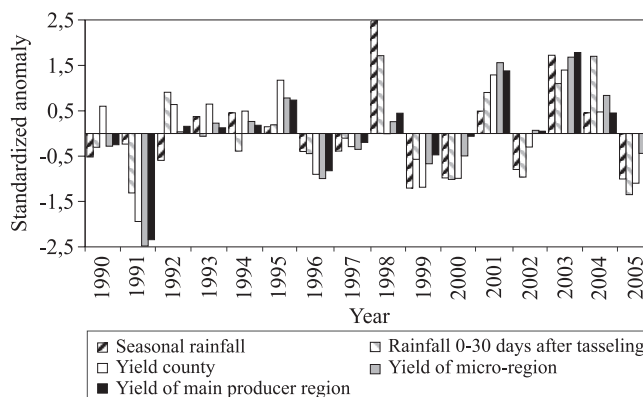 2,5
1,5
0,5
-0,5
-1,5
-2,5
Standardized anomaly
1990 1991 1992 1993 1994 1995 1996 1997 1998 1999 2000 2001 2002 2003 2004 2005
Year
Seasonal rainfall Rainfall 0-30 days after tasseling
Yield county Yield of micro-region
Yield of main producer region